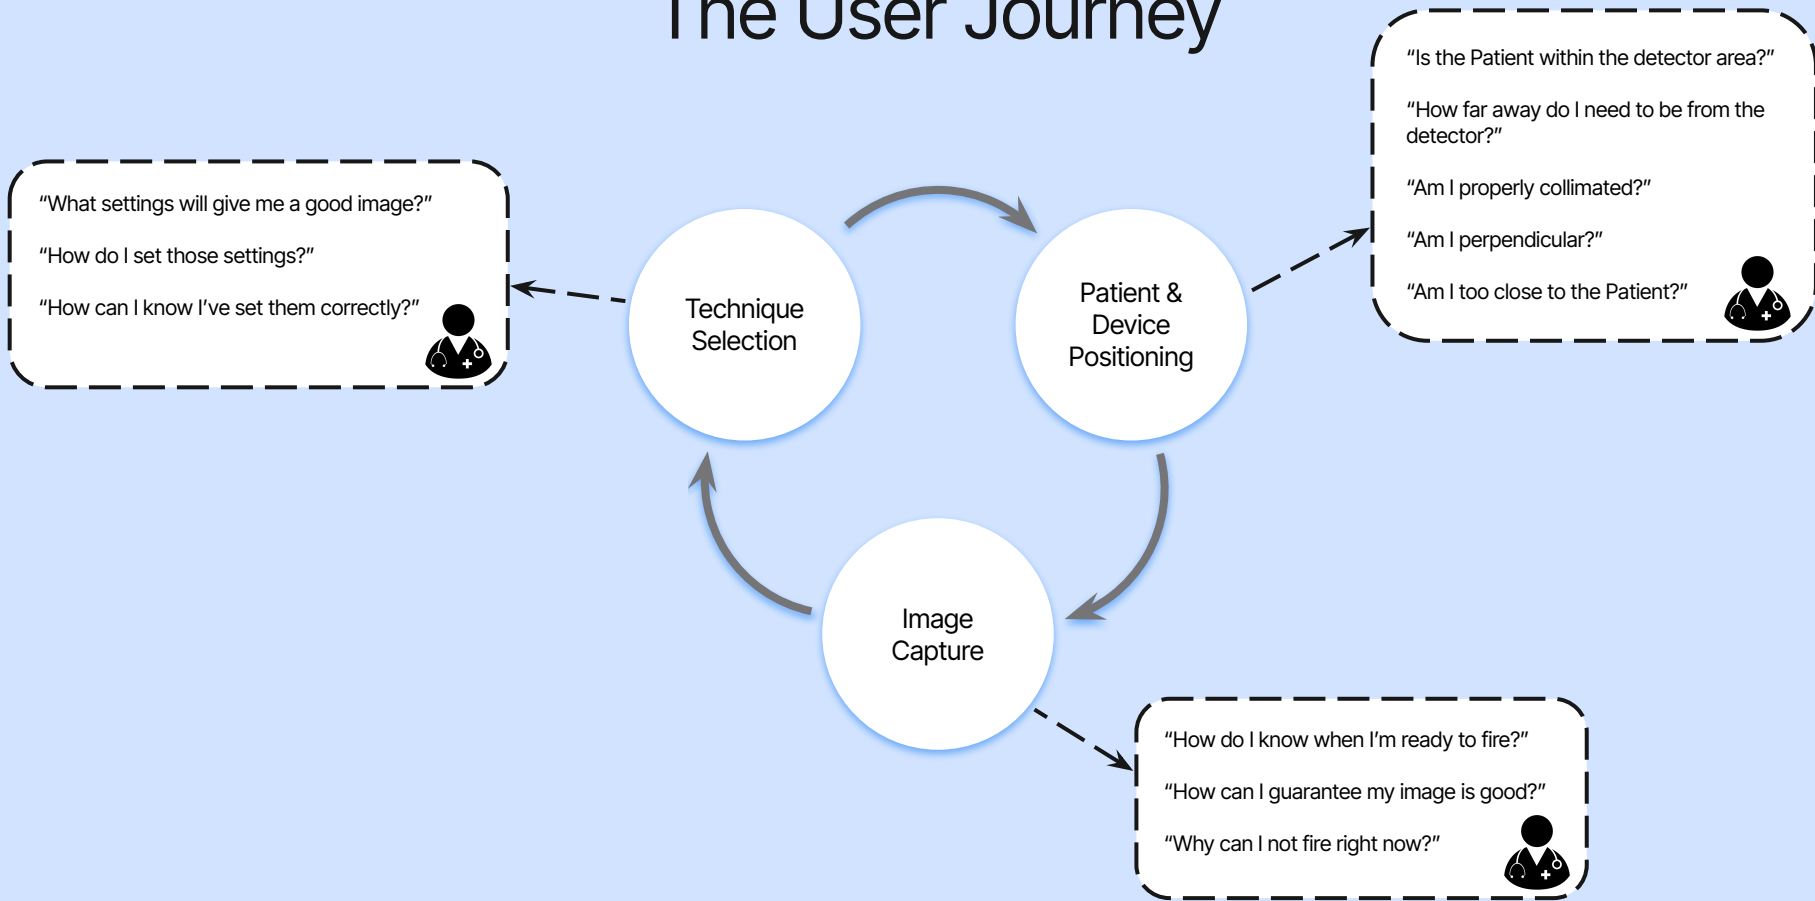 The User Journey
“Is the Patient within the detector area?”
“How far away do I need to be from the
detector?”
“Am I properly collimated?”
“Am I perpendicular?”
“Am I too close to the Patient?”
“What settings will give me a good image?”
“How do I set those settings?”
“How can I know I’ve set them correctly?”
Technique
Selection
Patient &
Device
Positioning
Image
Capture
“How do I know when I’m ready to fire?”
“How can I guarantee my image is good?”
“Why can I not fire right now?”